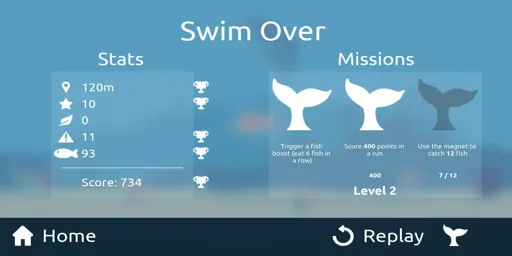 Swim Over
Stats
120m
10
0
11
93
Score: 734
Missions
Trigger a fish
boost (eat 6 fish in
a row)
Score 400 points in
a run
400
Use the magnet to
catch 12 fish
7 / 12
Level 2
Home
Replay